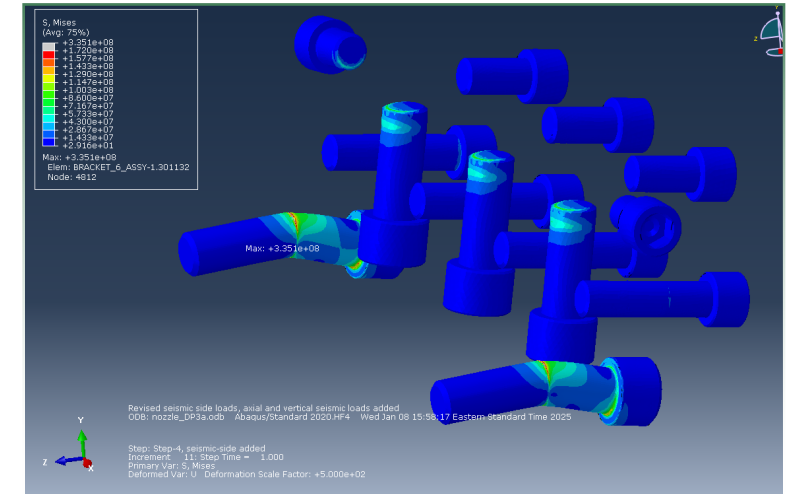 S, Mises
(Avg: 75%)
+3.351e+08
+1.720e+08
+1.577e+08
+1.433e+08
+1.290e+08
+1.147e+08
+1.003e+08
+8.600e+07
+7.167e+07
+5.733e+07
+4.300e+07
+2.867e+07
+1.433e+07
+2.916e+01
Max: +3.351e+08
Elem: BRACKET_6_ASSY-1.301132
Node: 4812
Y
Z
Max: +3.351e+08
Revised seismic side loads, axial and vertical seismic loads added
ODB: nozzle_DP3a.odb Abaqus/Standard 2020.HF4 Wed Jan 08 15:58:17 Eastern Standard Time 2025
Step: Step-4, seismic-side added
Increment 11: Step Time = 1.000
Primary Var: S, Mises
Deformed Var: U Deformation Scale Factor: +5.000e+02
Y
Z
X